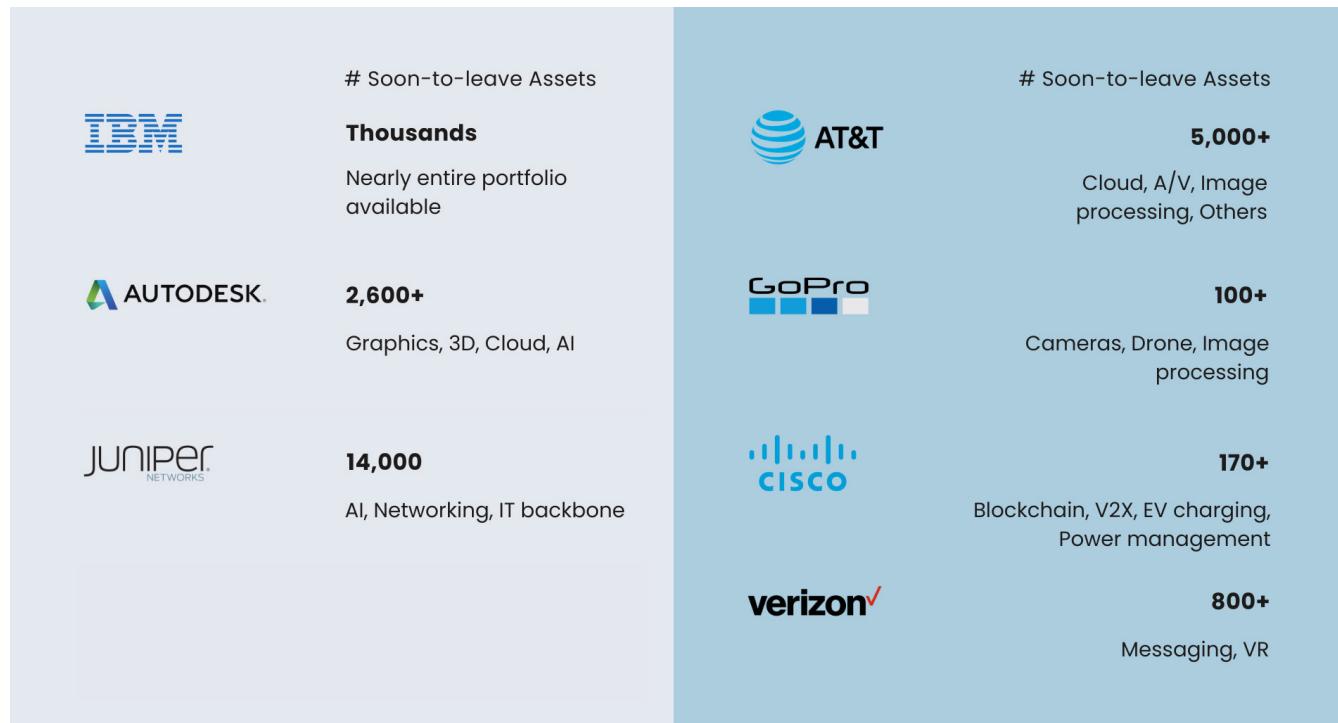 # Soon-to-leave Assets
IBM
Thousands
Nearly entire portfolio
available
AUTODESK.
2,600+
Graphics, 3D, Cloud, AI
JUNIPER
NETWORKS
14,000
AI, Networking, IT backbone
# Soon-to-leave Assets
AT&T
5,000+
Cloud, A/V, Image
processing, Others
GoPro
100+
Cameras, Drone, Image
processing
CISCO
170+
Blockchain, V2X, EV charging,
Power management
verizon✓
800+
Messaging, VR